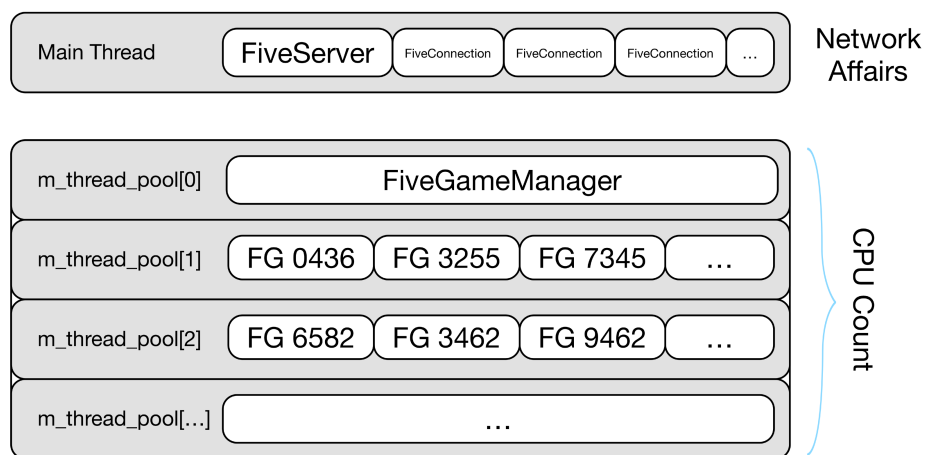 Main Thread FiveServer FiveConnection FiveConnection FiveConnection ...
Network
Affairs
m_thread_pool[0] FiveGameManager
m_thread_pool[1] FG 0436 FG 3255 FG 7345 ...
m_thread_pool[2] FG 6582 FG 3462 FG 9462 ...
m_thread_pool[...] ...
CPU Count